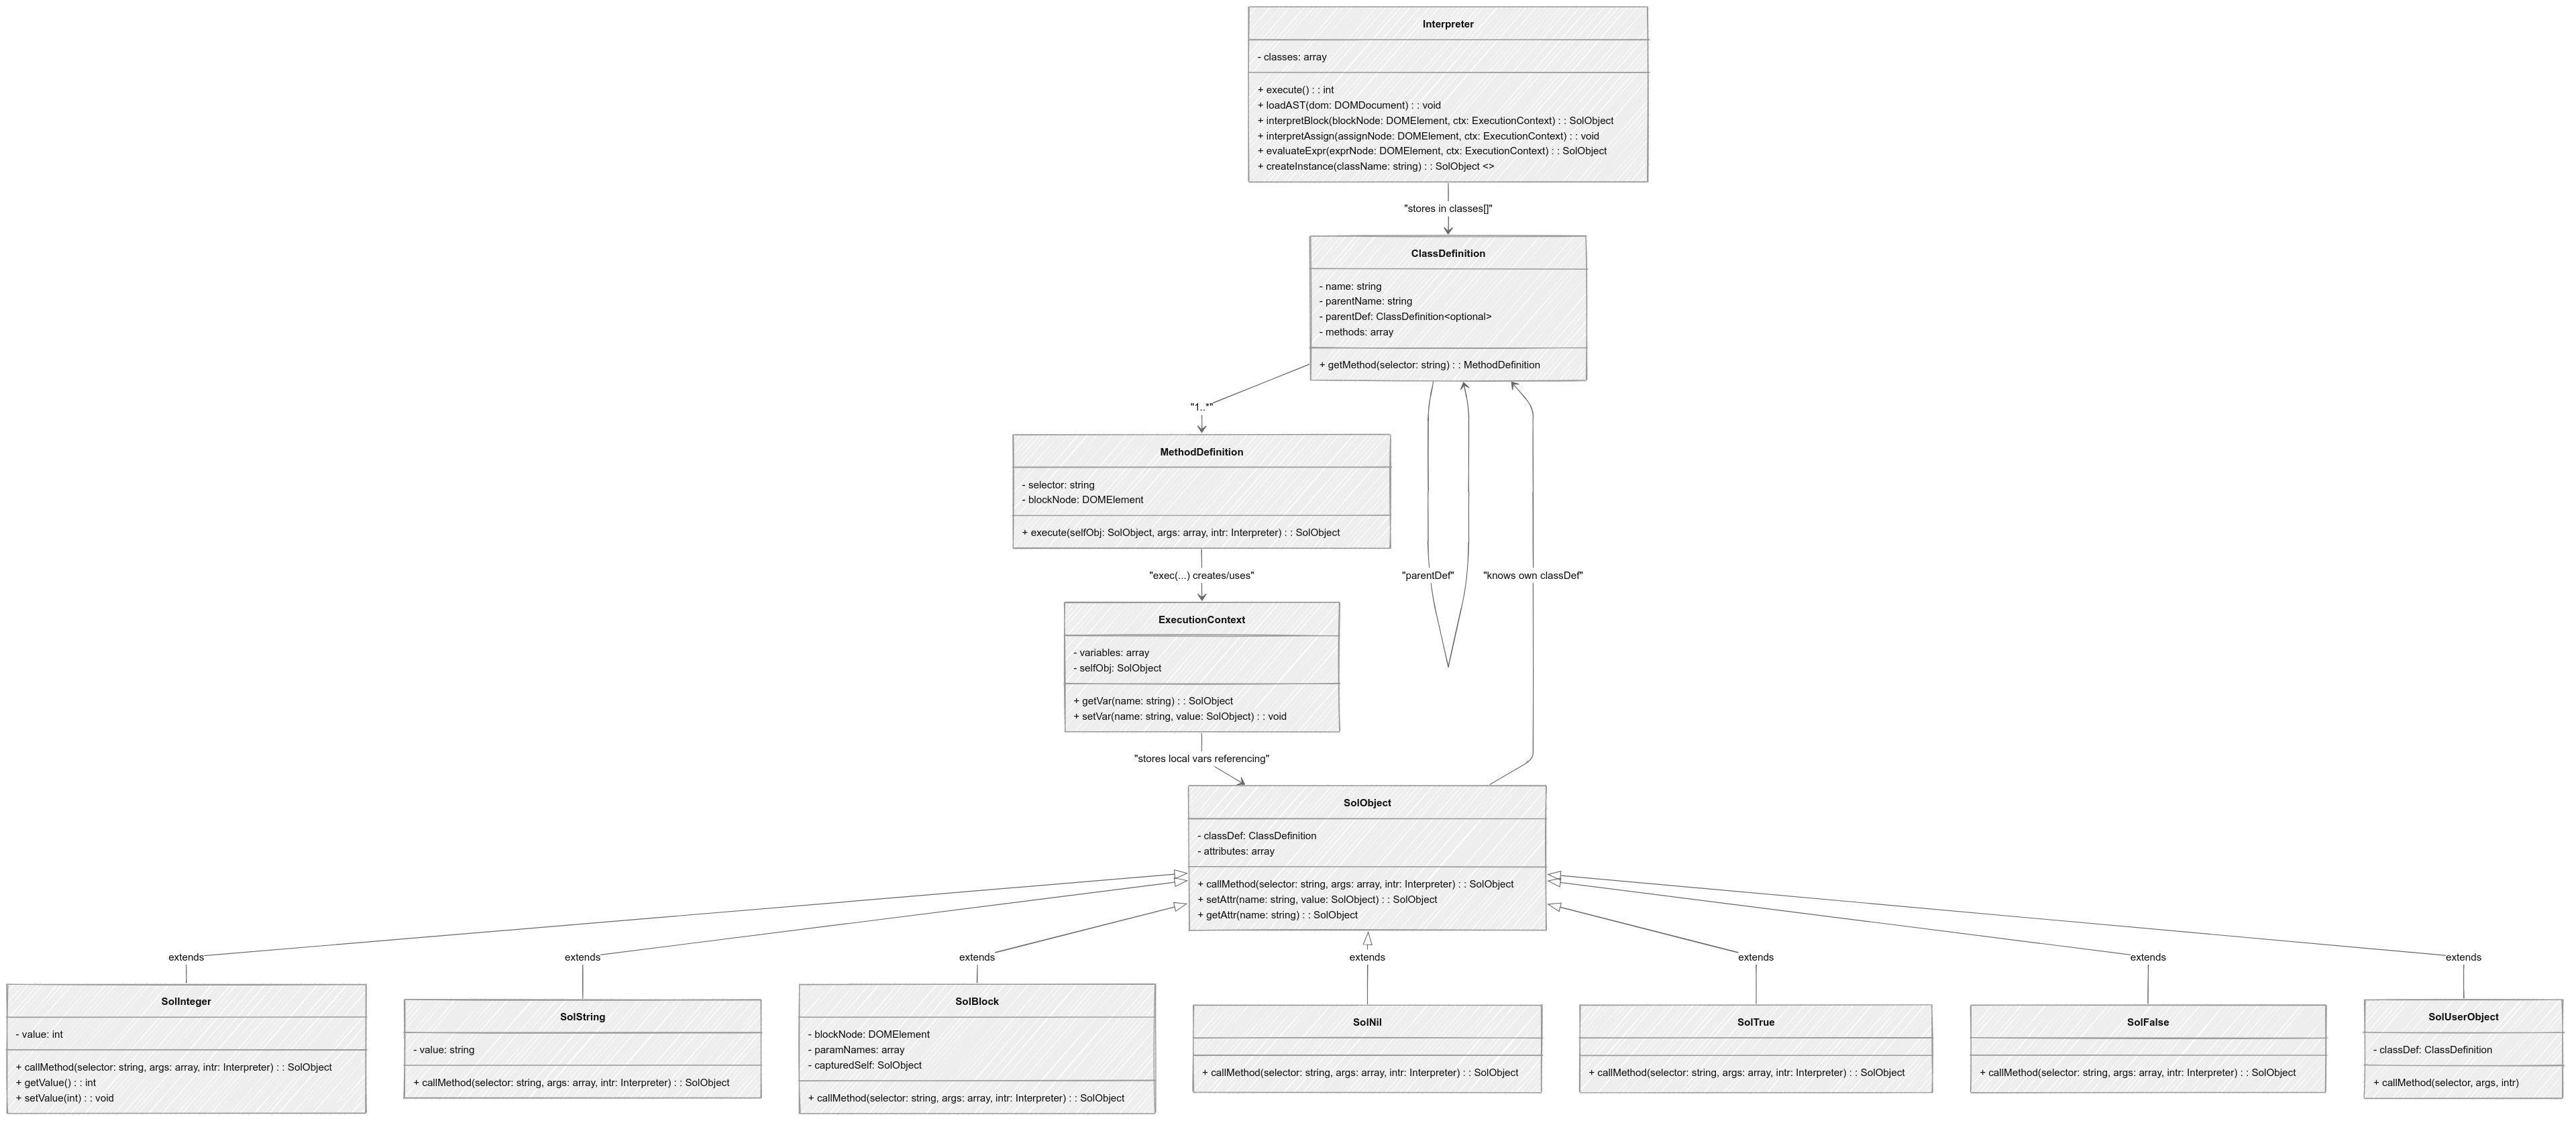 Interpreter
- classes: array
+ execute() : : int
+ loadAST(dom: DOMDocument) : : void
+ interpretBlock(blockNode: DOMElement, ctx: ExecutionContext) : : SolObject
+ interpretAssign(assignNode: DOMElement, ctx: ExecutionContext) : : void
+ evaluateExpr(exprNode: DOMElement, ctx: ExecutionContext) : : SolObject
+ createInstance(className: string) : : SolObject <>
"stores in classes[]"
ClassDefinition
- name: string
- parentName: string
- parentDef: ClassDefinition<optional>
- methods: array
+ getMethod(selector: string) : : MethodDefinition
"1..*"
MethodDefinition
- selector: string
- blockNode: DOMElement
+ execute(selfObj: SolObject, args: array, intr: Interpreter) : : SolObject
"exec(...) creates/uses"
"parentDef"
"knows own classDef"
ExecutionContext
- variables: array
- selfObj: SolObject
+ getVar(name: string) : : SolObject
+ setVar(name: string, value: SolObject) : : void
"stores local vars referencing"
SolObject
- classDef: ClassDefinition
- attributes: array
+ callMethod(selector: string, args: array, intr: Interpreter) : : SolObject
+ setAttr(name: string, value: SolObject) : : SolObject
+ getAttr(name: string) : : SolObject
extends
extends
extends
extends
extends
extends
extends
SolInteger
- value: int
+ callMethod(selector: string, args: array, intr: Interpreter) : : SolObject
+ getValue() : : int
+ setValue(int) : : void
SolString
- value: string
+ callMethod(selector: string, args: array, intr: Interpreter) : : SolObject
SolBlock
- blockNode: DOMElement
- paramNames: array
- capturedSelf: SolObject
+ callMethod(selector: string, args: array, intr: Interpreter) : : SolObject
SolNil
+ callMethod(selector: string, args: array, intr: Interpreter) : : SolObject
SolTrue
+ callMethod(selector: string, args: array, intr: Interpreter) : : SolObject
SolFalse
+ callMethod(selector: string, args: array, intr: Interpreter) : : SolObject
SolUserObject
- classDef: ClassDefinition
+ callMethod(selector, args, intr)